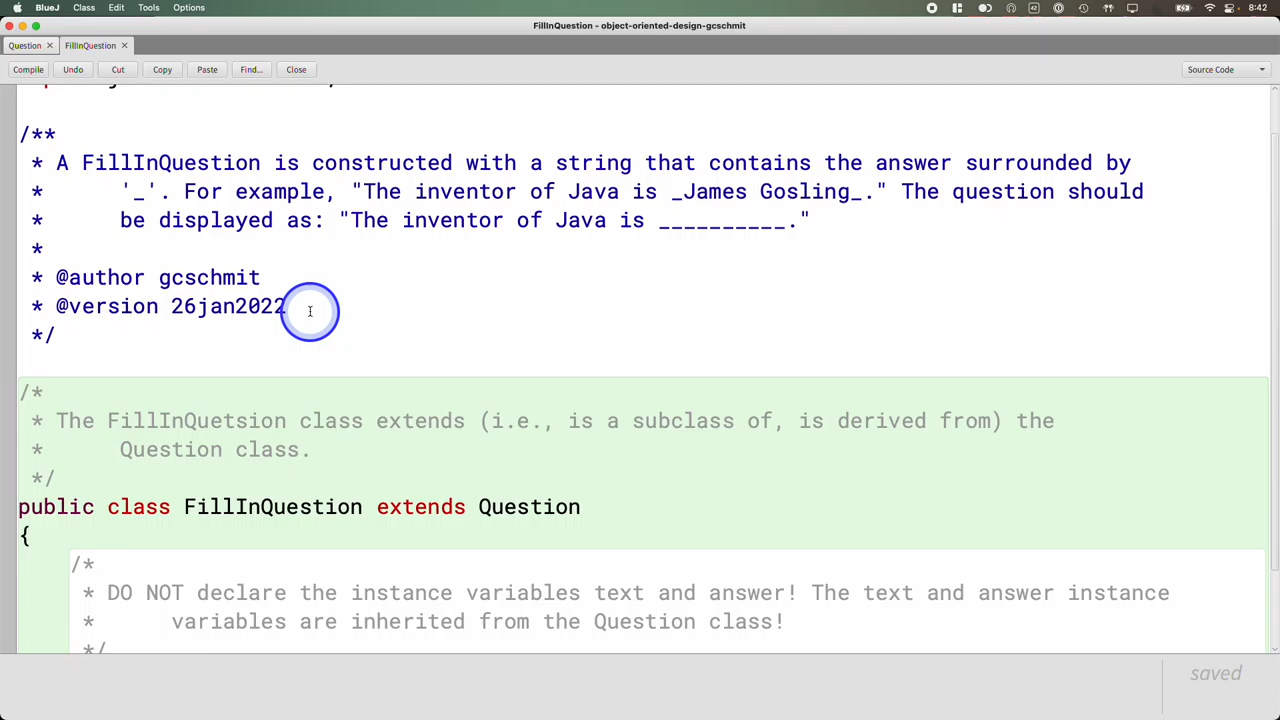 BlueJ Class Edit Tools Options 8:42
FillInQuestion - object-oriented-design-gcschmit
Question FillInQuestion
Compile Undo Cut Copy Paste Find... Close Source Code
/**
* A FillInQuestion is constructed with a string that contains the answer surrounded by
* '_'. For example, "The inventor of Java is _James Gosling_." The question should
* be displayed as: "The inventor of Java is __________."
*
* @author gcschmit
* @version 26jan2022
*/
/*
* The FillInQuetsion class extends (i.e., is a subclass of, is derived from) the
* Question class.
*/
public class FillInQuestion extends Question
{
/*
* DO NOT declare the instance variables text and answer! The text and answer instance
* variables are inherited from the Question class!
*/
saved